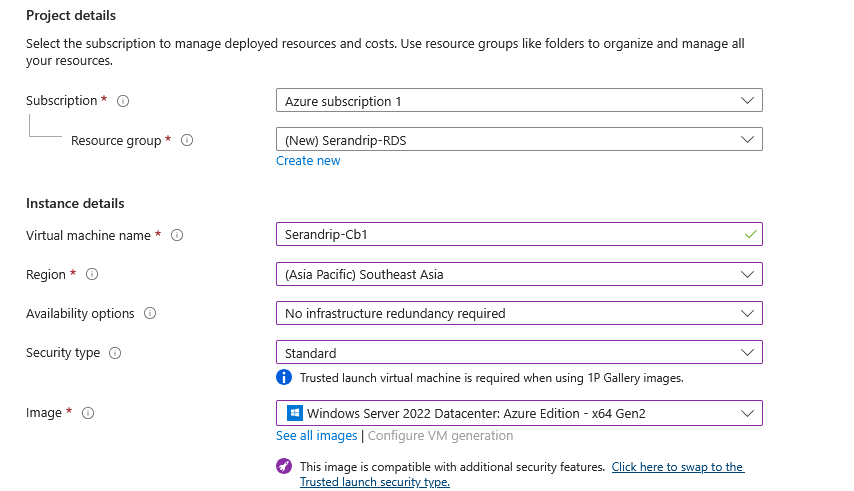 Project details
Select the subscription to manage deployed resources and costs. Use resource groups like folders to organize and manage all
your resources.
Subscription *
Azure subscription 1
Resource group *
(New) Serandrip-RDS
Create new
Instance details
Virtual machine name *
Serandrip-Cb1
Region *
(Asia Pacific) Southeast Asia
Availability options
No infrastructure redundancy required
Security type
Standard
Trusted launch virtual machine is required when using 1P Gallery images.
Image *
Windows Server 2022 Datacenter: Azure Edition - x64 Gen2
See all images | Configure VM generation
This image is compatible with additional security features. Click here to swap to the
Trusted launch security type.